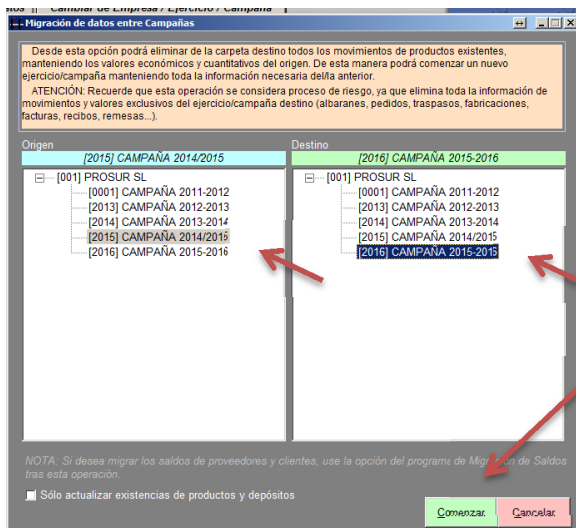 tos || Cambiar de Empresa / Ejercicio / Campaña
Migración de datos entre Campañas
Desde esta opción podrá eliminar de la carpeta destino todos los movimientos de productos existentes,
manteniendo los valores económicos y cuantitativos del origen. De esta manera podrá comenzar un nuevo
ejercicio/campaña manteniendo toda la información necesaria del/la anterior.
ATENCIÓN: Recuerde que esta operación se considera proceso de riesgo, ya que elimina toda la información de
movimientos y valores exclusivos del ejercicio/campaña destino (albaranes, pedidos, traspasos, fabricaciones,
facturas, recibos, remesas...).
Origen
[2015] CAMPAÑA 2014/2015
[001] PROSUR SL
[0001] CAMPAÑA 2011-2012
[2013] CAMPAÑA 2012-2013
[2014] CAMPAÑA 2013-2014
[2015] CAMPAÑA 2014/2015
[2016] CAMPAÑA 2015-2016
Destino
[2016] CAMPAÑA 2015-2016
[001] PROSUR SL
[0001] CAMPAÑA 2011-2012
[2013] CAMPAÑA 2012-2013
[2014] CAMPAÑA 2013-2014
[2015] CAMPAÑA 2014/2015
[2016] CAMPAÑA 2015-2015
NOTA: Si desea migrar los saldos de proveedores y clientes, use la opción del programa de Migración de Saldos
tras esta operación.
Sólo actualizar existencias de productos y depósitos
Comenzar
Cancelar